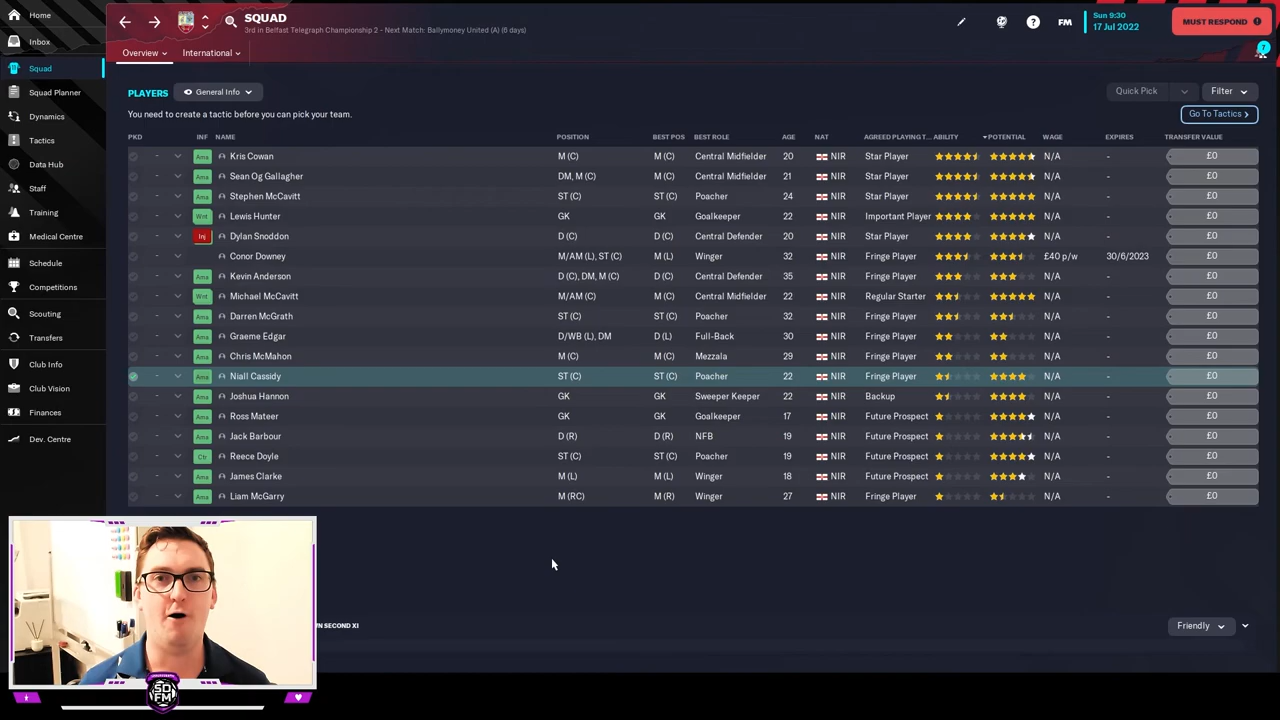 Home
Inbox
Squad
Squad Planner
Dynamics
Tactics
Data Hub
Staff
Training
Medical Centre
Schedule
Competitions
Scouting
Transfers
Club Info
Club Vision
Finances
Dev. Centre
SQUAD
3rd in Belfast Telegraph Championship 2 - Next Match: Ballymoney United (A) (6 days)
FM
Sun 9:30
17 Jul 2022
MUST RESPOND
7
Overview International
PLAYERS General Info Quick Pick Filter
You need to create a tactic before you can pick your team. Go To Tactics
PKD INF NAME POSITION BEST POS BEST ROLE AGE NAT AGREED PLAYING T... ABILITY POTENTIAL WAGE EXPIRES TRANSFER VALUE
- Ama Kris Cowan M (C) M (C) Central Midfielder 20 NIR Star Player N/A - £0
- Ama Sean Og Gallagher DM, M (C) M (C) Central Midfielder 21 NIR Star Player N/A - £0
- Ama Stephen McCavitt ST (C) ST (C) Poacher 24 NIR Star Player N/A - £0
- Wnt Lewis Hunter GK GK Goalkeeper 22 NIR Important Player N/A - £0
- Inj Dylan Snoddon D (C) D (C) Central Defender 20 NIR Star Player N/A - £0
- Conor Downey M/AM (L), ST (C) M (L) Winger 32 NIR Fringe Player £40 p/w 30/6/2023 £0
- Ama Kevin Anderson D (C), DM, M (C) D (C) Central Defender 35 NIR Fringe Player N/A - £0
- Wnt Michael McCavitt M/AM (C) M (C) Central Midfielder 22 NIR Regular Starter N/A - £0
- Ama Darren McGrath ST (C) ST (C) Poacher 32 NIR Fringe Player N/A - £0
- Ama Graeme Edgar D/WB (L), DM D (L) Full-Back 30 NIR Fringe Player N/A - £0
- Ama Chris McMahon M (C) M (C) Mezzala 29 NIR Fringe Player N/A - £0
- Ama Niall Cassidy ST (C) ST (C) Poacher 22 NIR Fringe Player N/A - £0
- Ama Joshua Hannon GK GK Sweeper Keeper 22 NIR Backup N/A - £0
- Ama Ross Mateer GK GK Goalkeeper 17 NIR Future Prospect N/A - £0
- Ama Jack Barbour D (R) D (R) NFB 19 NIR Future Prospect N/A - £0
- Ctr Reece Doyle ST (C) ST (C) Poacher 19 NIR Future Prospect N/A - £0
- Ama James Clarke M (L) M (L) Winger 18 NIR Future Prospect N/A - £0
- Ama Liam McGarry M (RC) M (R) Winger 27 NIR Fringe Player N/A - £0
SECOND XI Friendly
SD
FM